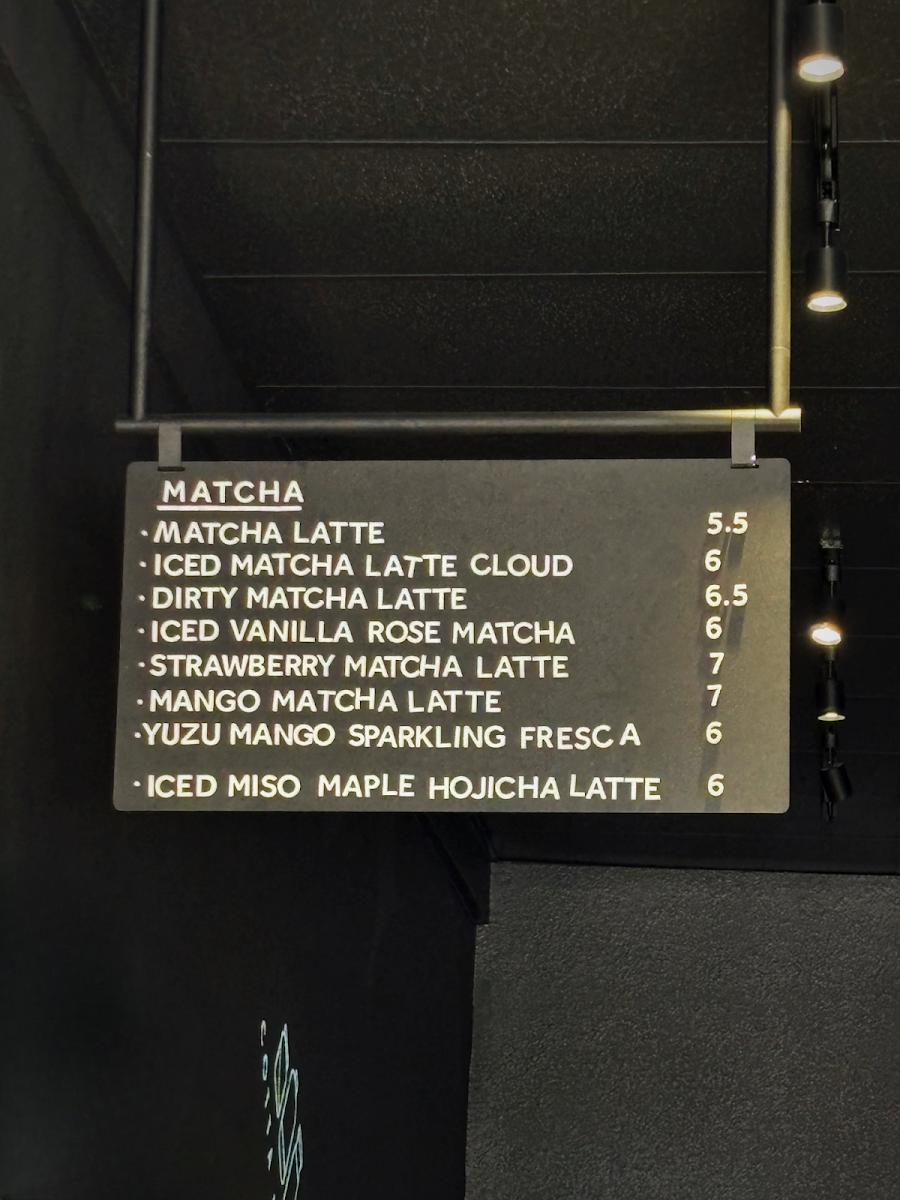 MATCHA
·MATCHA LATTE 5.5
·ICED MATCHA LATTE CLOUD 6
·DIRTY MATCHA LATTE 6.5
·ICED VANILLA ROSE MATCHA 6
·STRAWBERRY MATCHA LATTE 7
·MANGO MATCHA LATTE 7
·YUZU MANGO SPARKLING FRESCA 6
·ICED MISO MAPLE HOJICHA LATTE 6